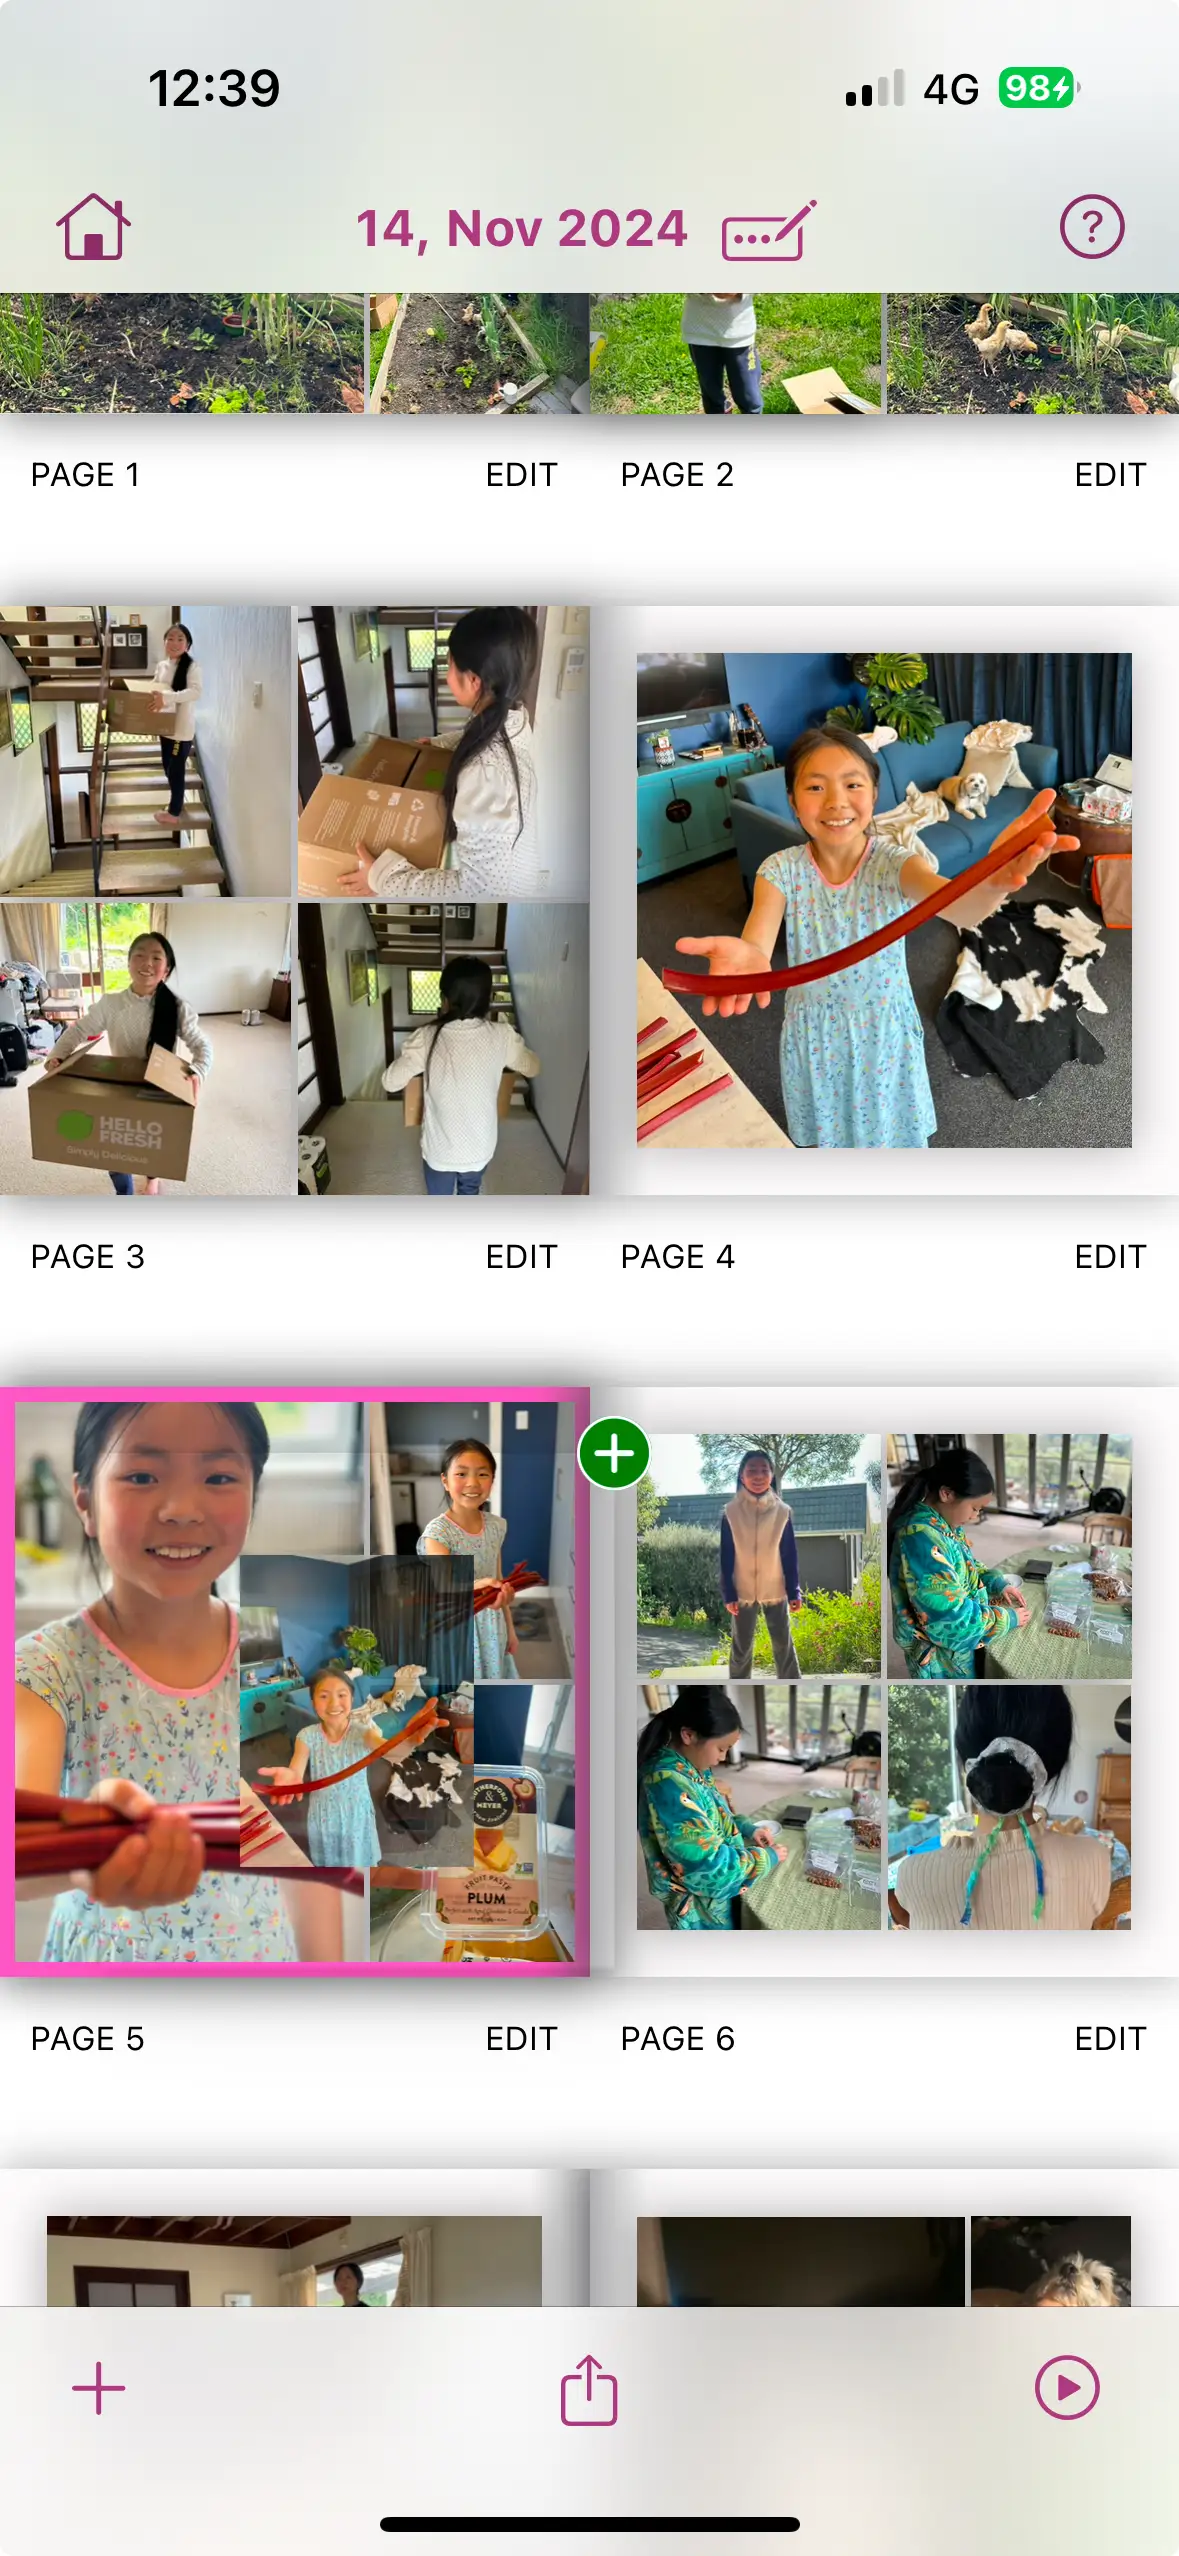 12:39
4G 98
14, Nov 2024
?
PAGE 1 EDIT PAGE 2 EDIT
HELLO
FRESH
Simply Delicious
PAGE 3 EDIT PAGE 4 EDIT
&
MEYER
FRUIT PASTE
PLUM
PAGE 5 EDIT PAGE 6 EDIT